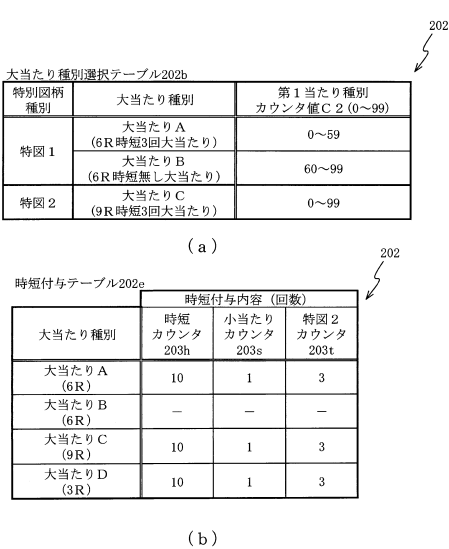 202
大当たり種別選択テーブル202b
特別図柄 大当たり種別 第1当たり種別
種別 カウンタ値C2(0～99)
特図1 大当たりA 0～59
(6R時短3回大当たり)
大当たりB 60～99
(6R時短無し大当たり)
特図2 大当たりC 0～99
(9R時短3回大当たり)
(a)
202
時短付与テーブル202e
時短付与内容(回数)
大当たり種別 時短 小当たり 特図2
カウンタ カウンタ カウンタ
203h 203s 203t
大当たりA 10 1 3
(6R)
大当たりB － － －
(6R)
大当たりC 10 1 3
(9R)
大当たりD 10 1 3
(3R)
(b)